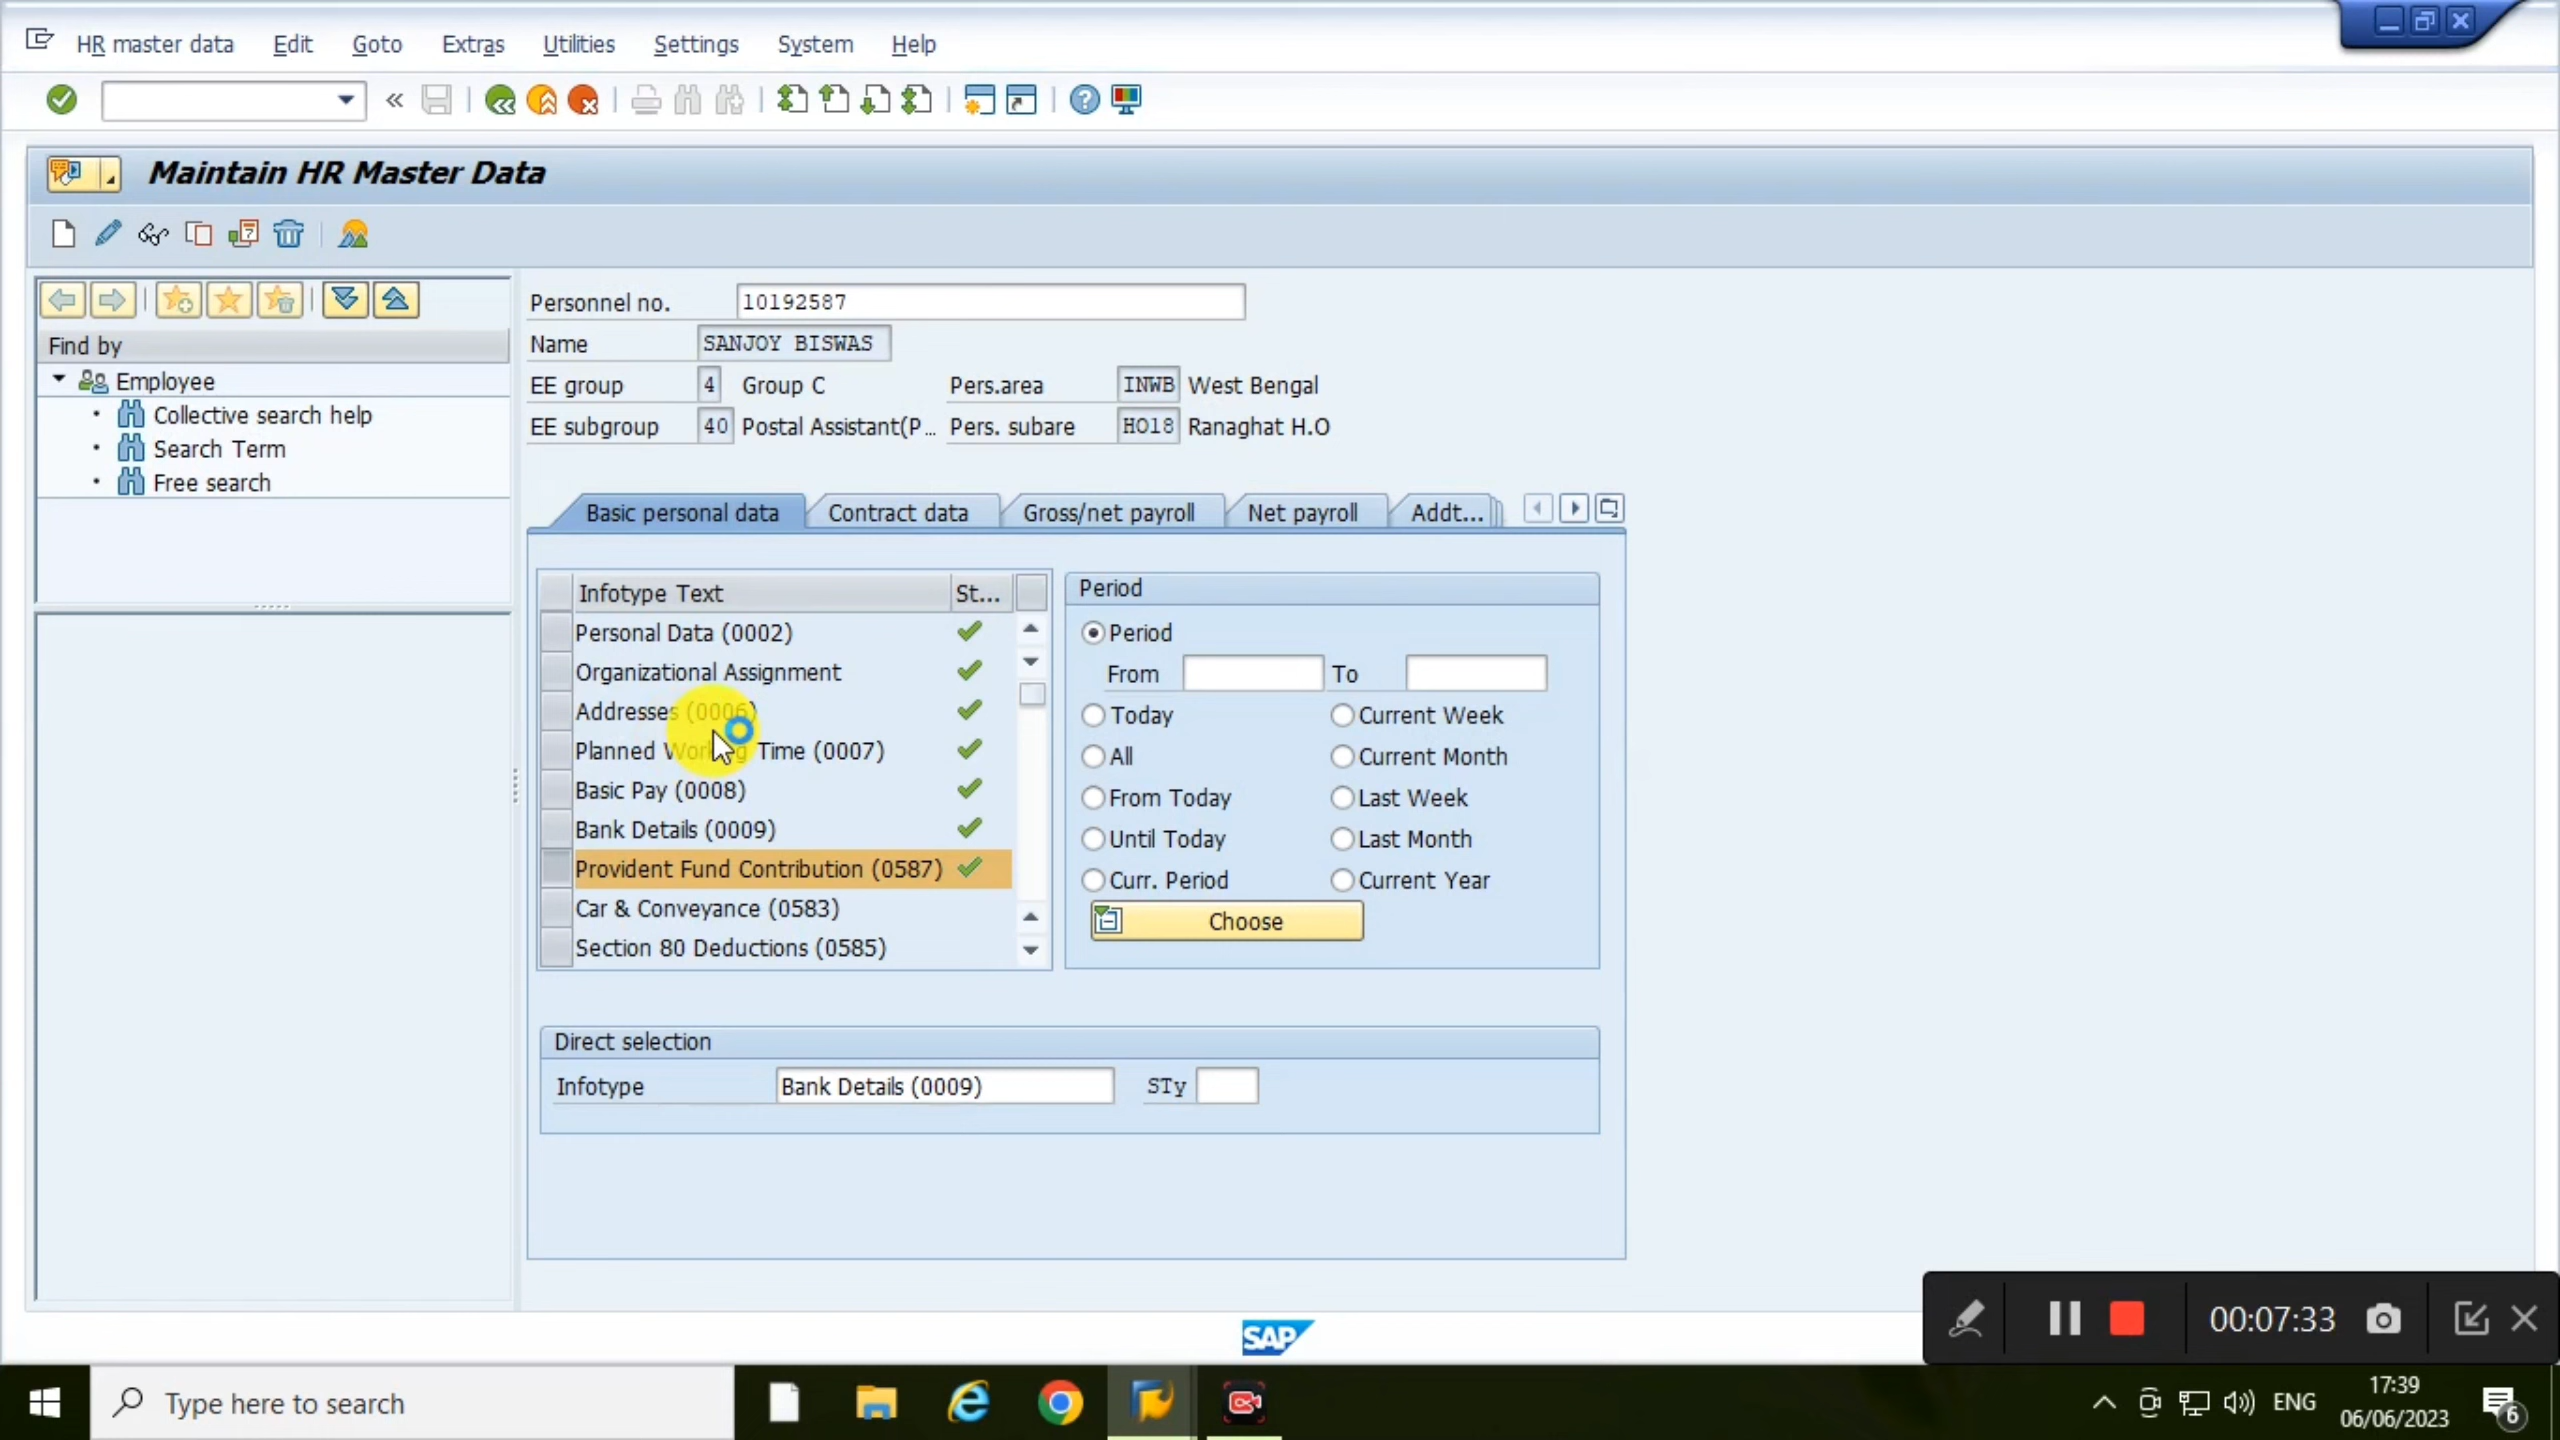 HR master data Edit Goto Extras Utilities Settings System Help
Maintain HR Master Data
Find by
Employee
Collective search help
Search Term
Free search
Personnel no. 10192587
Name SANJOY BISWAS
EE group 4 Group C Pers.area INWB West Bengal
EE subgroup 40 Postal Assistant(P... Pers. subare HO18 Ranaghat H.O
Basic personal data Contract data Gross/net payroll Net payroll Addt...
Infotype Text St...
Personal Data (0002)
Organizational Assignment
Addresses (0006)
Planned Working Time (0007)
Basic Pay (0008)
Bank Details (0009)
Provident Fund Contribution (0587)
Car & Conveyance (0583)
Section 80 Deductions (0585)
Period
Period
From To
Today Current Week
All Current Month
From Today Last Week
Until Today Last Month
Curr. Period Current Year
Choose
Direct selection
Infotype Bank Details (0009) STy
SAP
00:07:33
Type here to search
ENG
17:39
06/06/2023
6